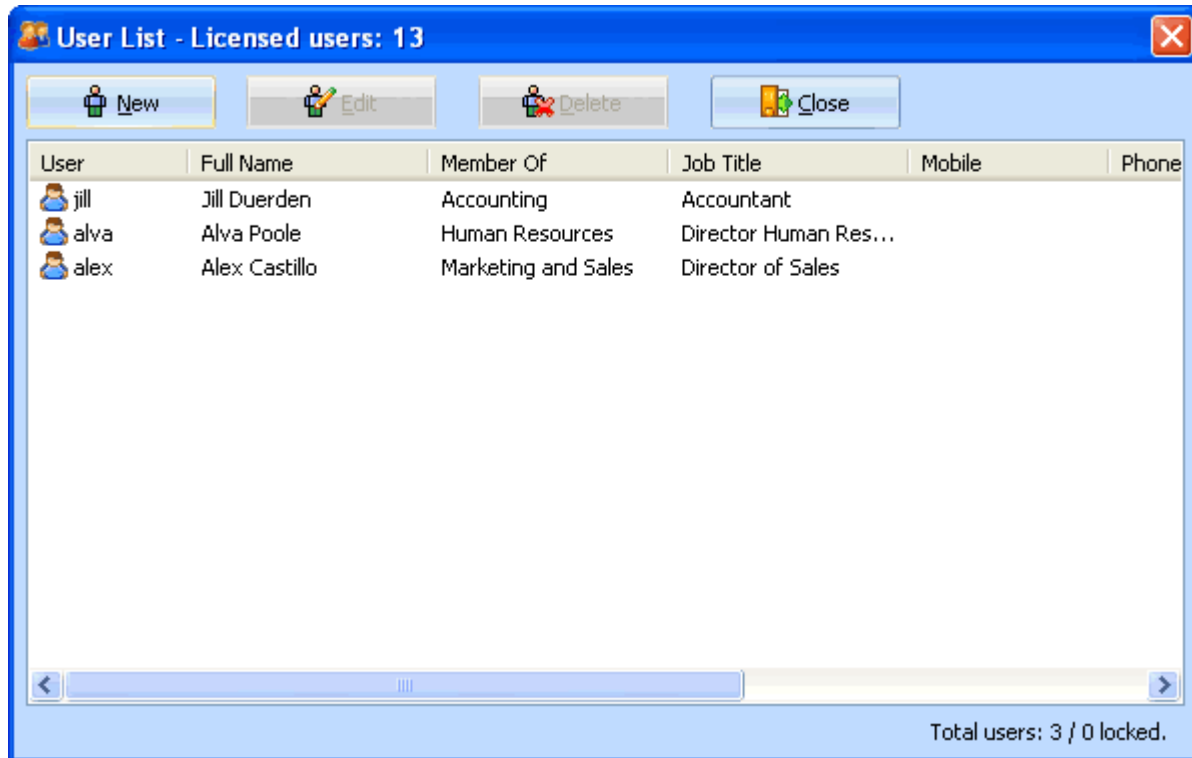 User List - Licensed users: 13
New Edit Delete Close
User Full Name Member Of Job Title Mobile Phone
jill Jill Duerden Accounting Accountant
alva Alva Poole Human Resources Director Human Res...
alex Alex Castillo Marketing and Sales Director of Sales
Total users: 3 / 0 locked.